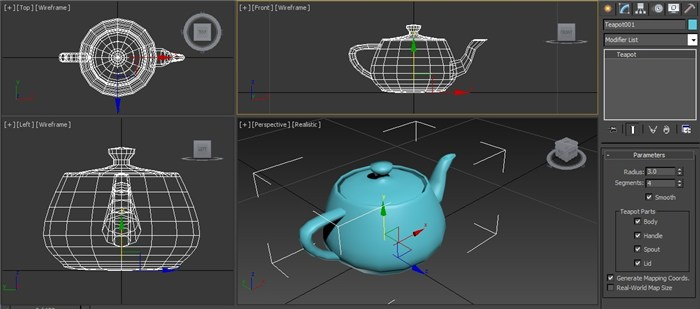 [+] [Top] [Wireframe]
[+] [Front] [Wireframe]
[+] [Left] [Wireframe]
[+] [Perspective] [Realistic]
Teapot001
Modifier List
Teapot
Parameters
Radius: 3.0
Segments: 4
Smooth
Teapot Parts
Body
Handle
Spout
Lid
Generate Mapping Coords.
Real-World Map Size